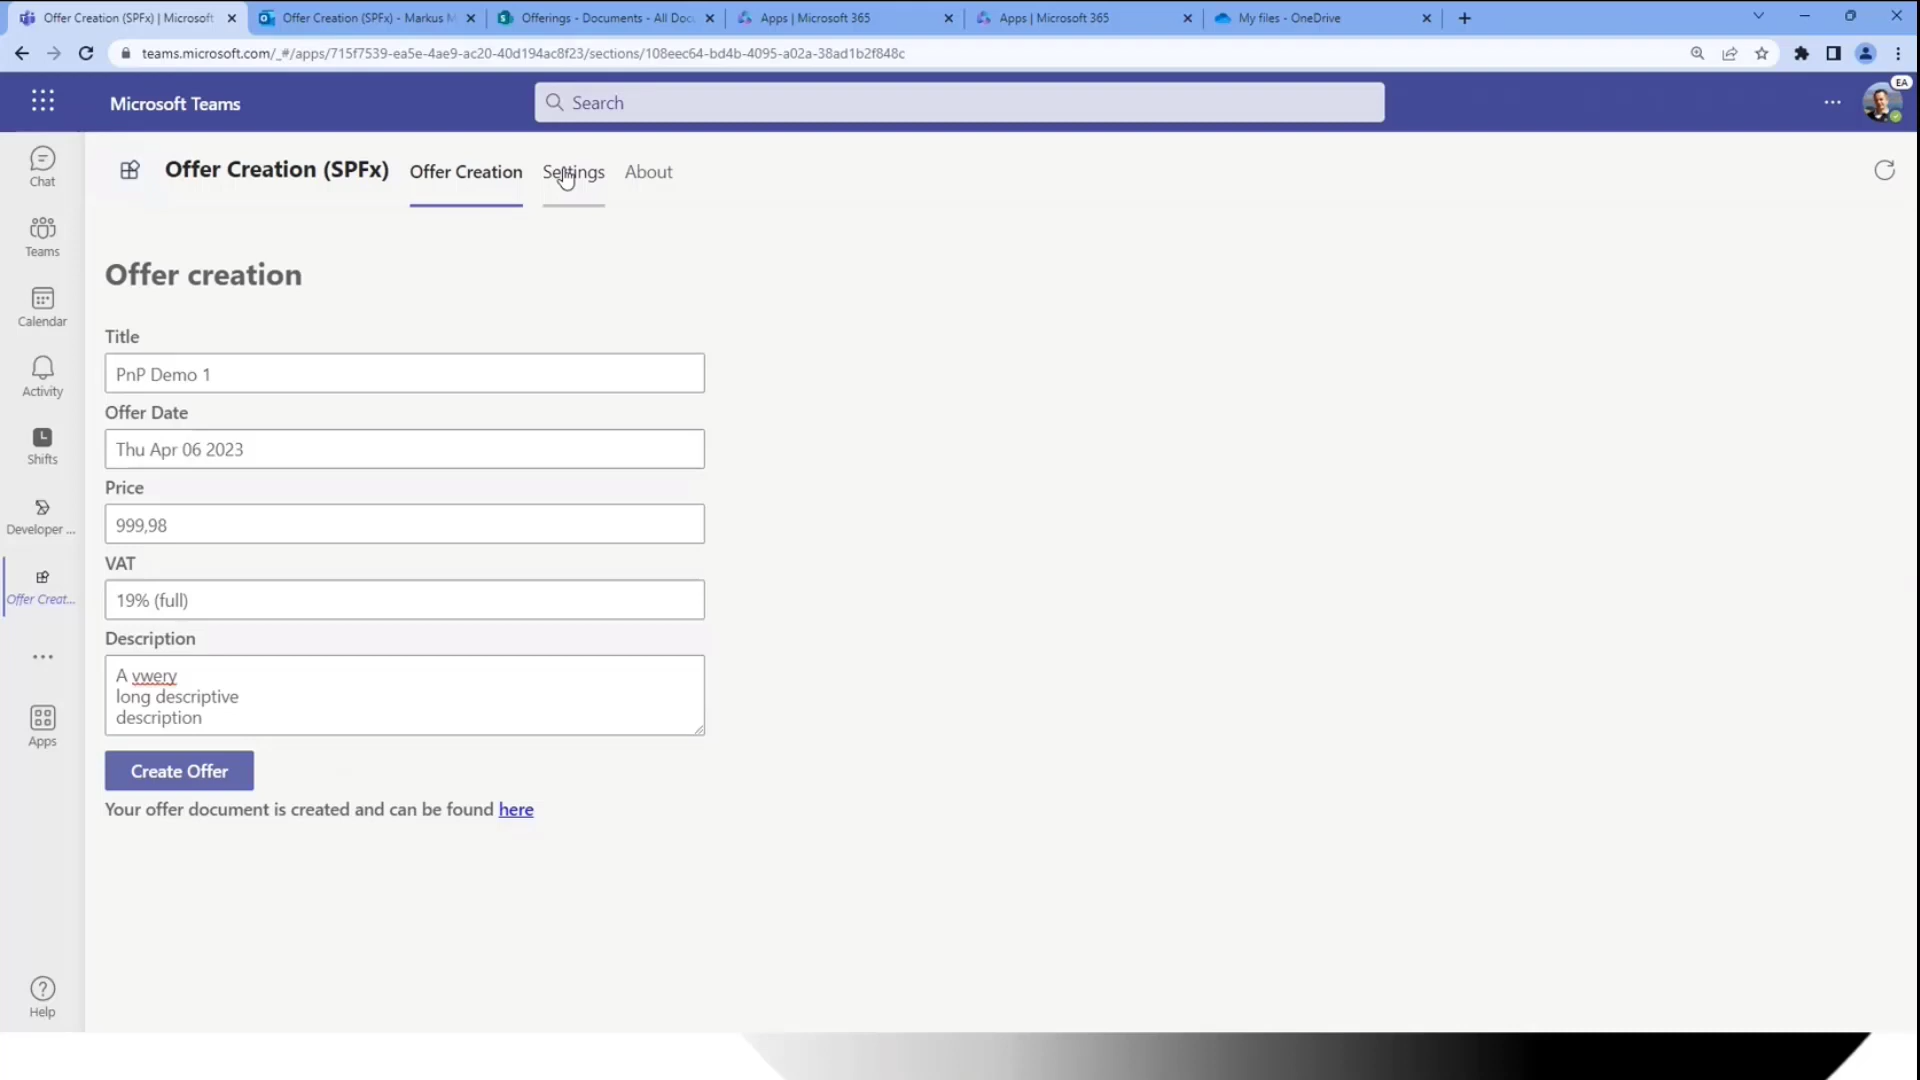 Offer Creation (SPFx) | Microsoft
Offer Creation (SPFx) - Markus M
Offerings - Documents - All Doc
Apps | Microsoft 365
Apps | Microsoft 365
My files - OneDrive
teams.microsoft.com/_#/apps/715f7539-ea5e-4ae9-ac20-40d194ac8f23/sections/108eec64-bd4b-4095-a02a-38ad1b2f848c
Microsoft Teams
Search
EA
Chat
Teams
Calendar
Activity
Shifts
Developer ...
Offer Creat...
Apps
Help
Offer Creation (SPFx)
Offer Creation
Settings
About
Offer creation
Title
PnP Demo 1
Offer Date
Thu Apr 06 2023
Price
999,98
VAT
19% (full)
Description
A vwery
long descriptive
description
Create Offer
Your offer document is created and can be found here